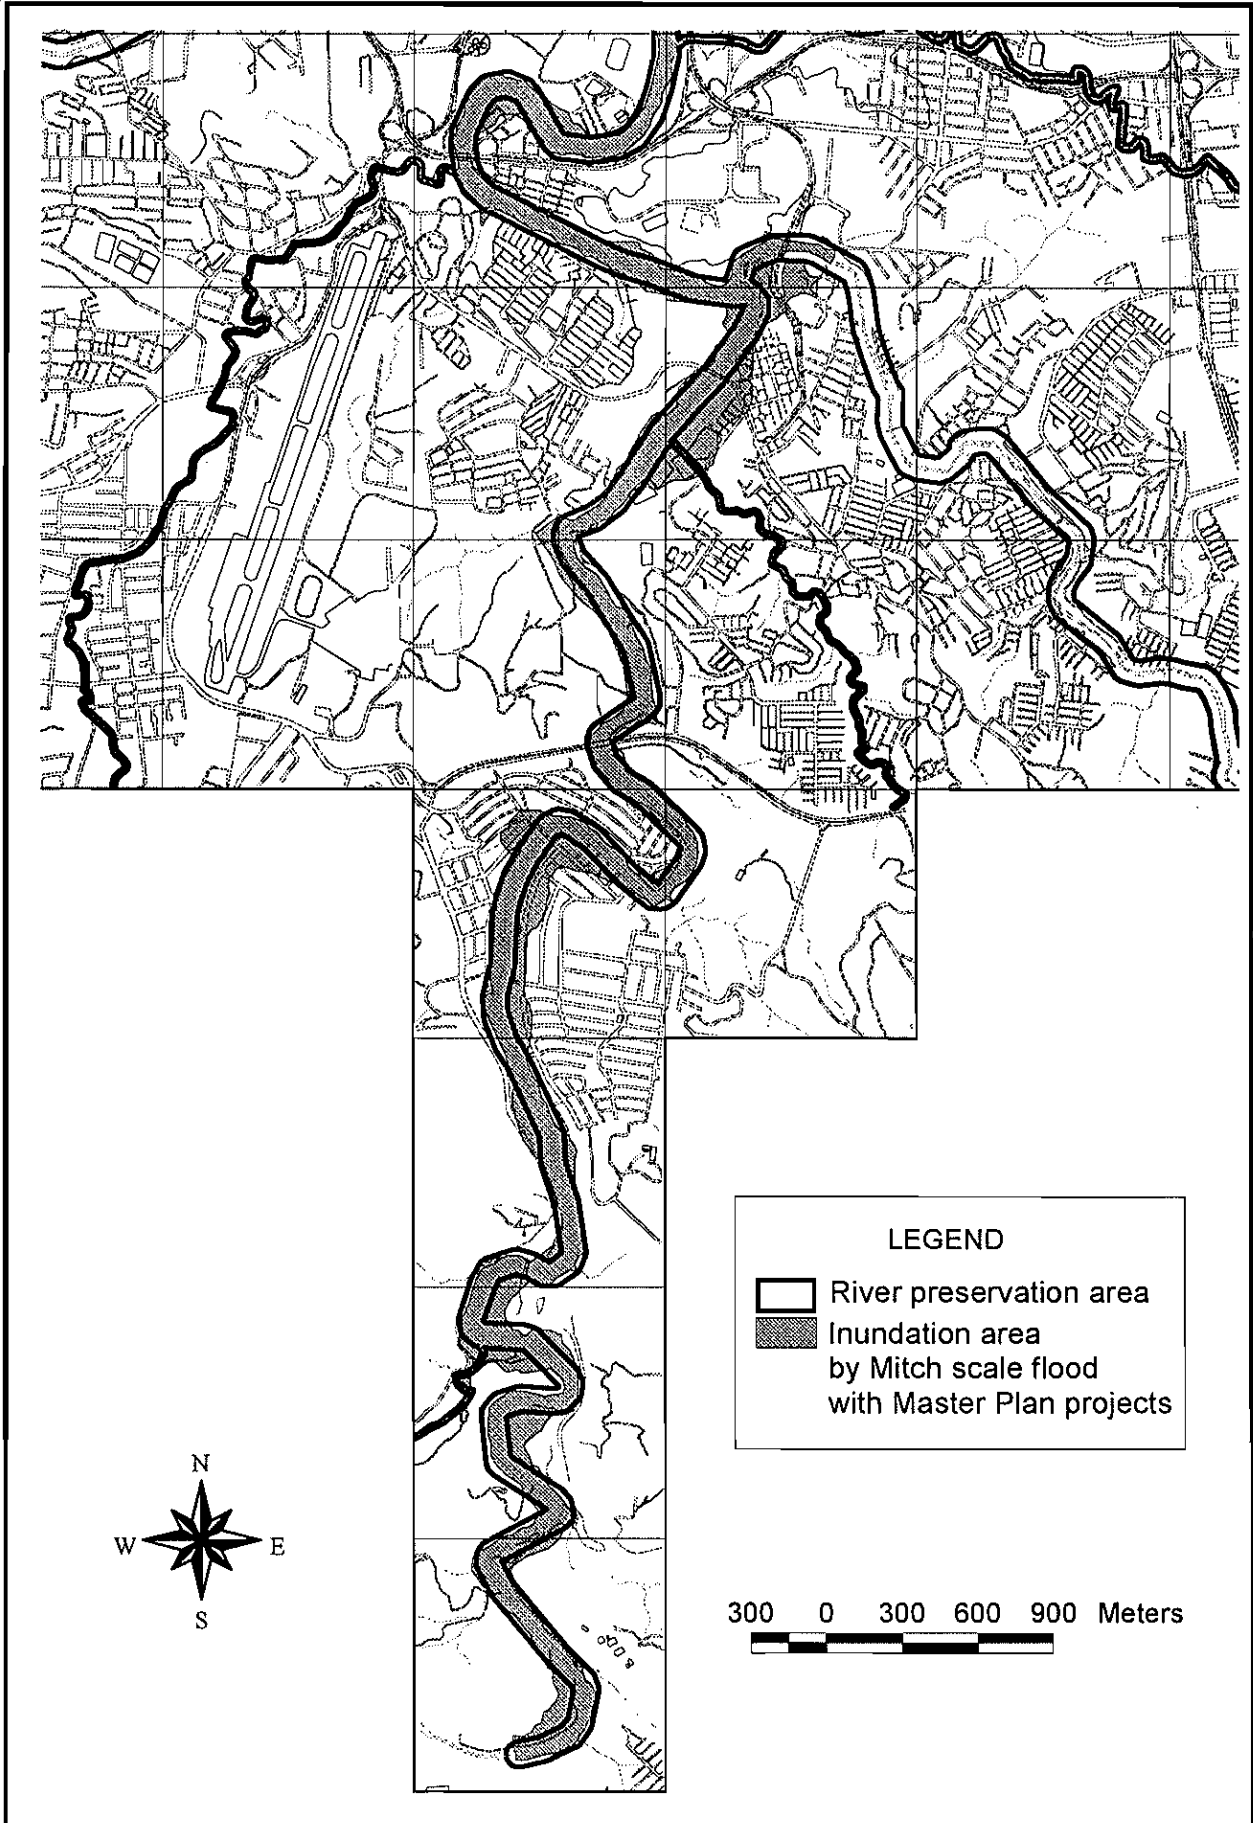 LEGEND
River preservation area
Inundation area
by Mitch scale flood
with Master Plan projects
N
W E
S
300 0 300 600 900 Meters